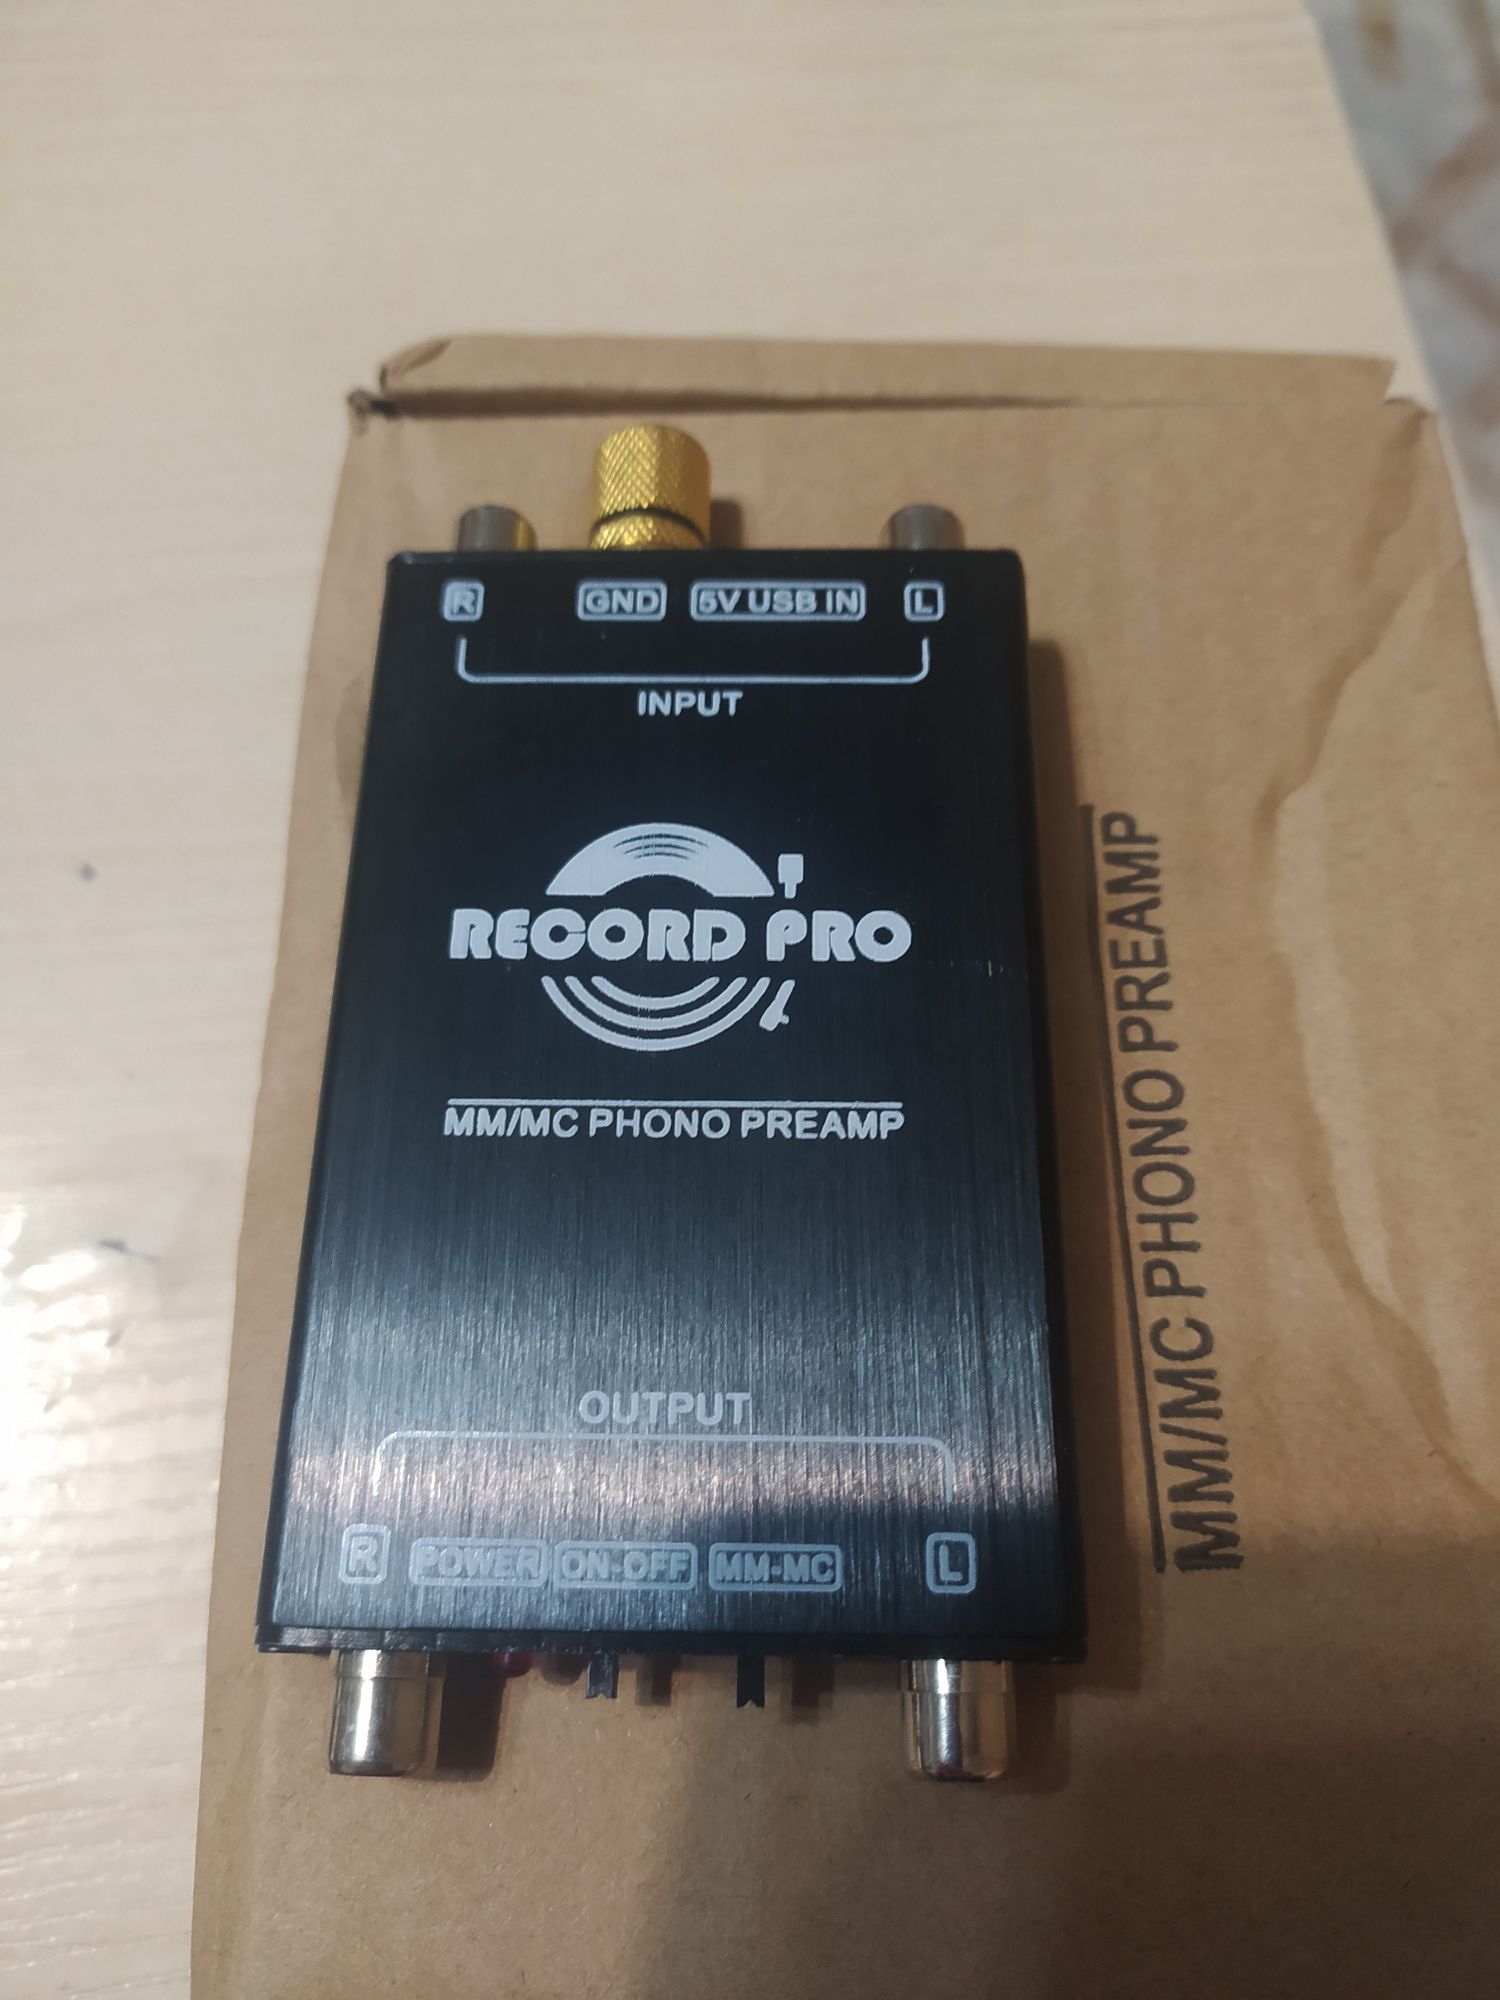 R GND 5V USB IN L
INPUT
RECORD PRO
MM/MC PHONO PREAMP
OUTPUT
R POWER ON-OFF MM-MC L
MM/MC PHONO PREAMP